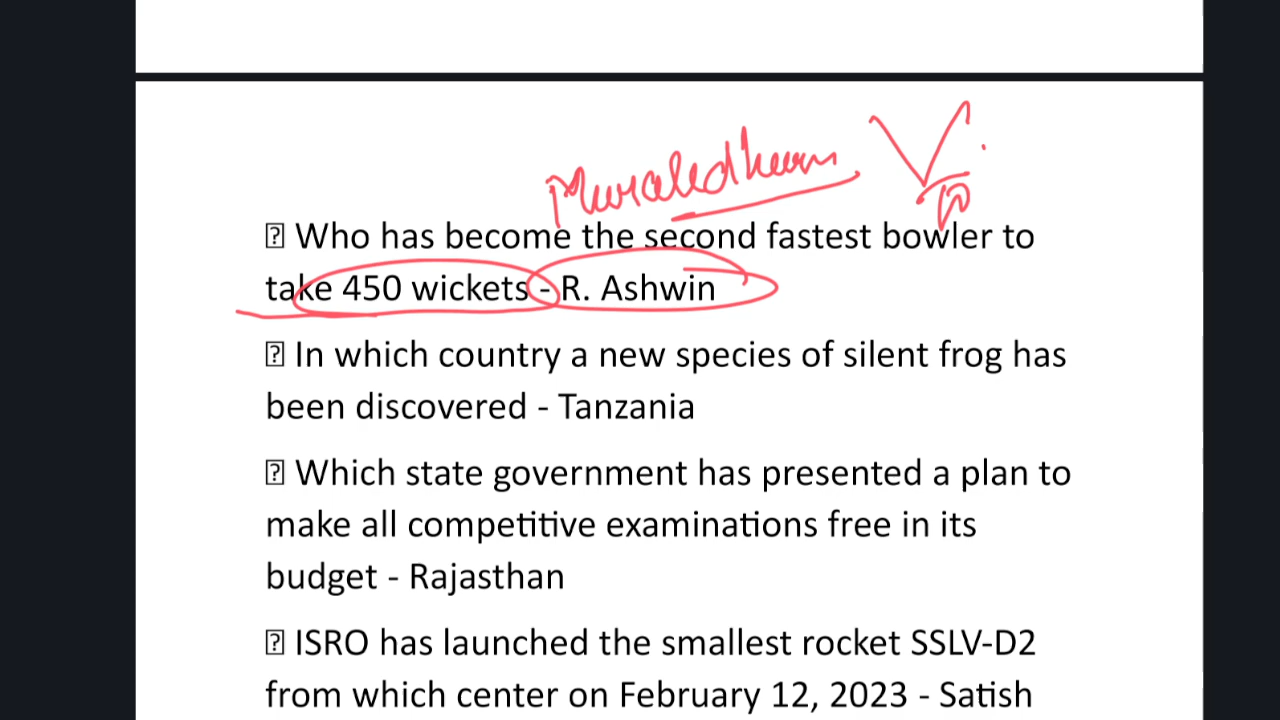 Who has become the second fastest bowler to
take 450 wickets - R. Ashwin
In which country a new species of silent frog has
been discovered - Tanzania
Which state government has presented a plan to
make all competitive examinations free in its
budget - Rajasthan
ISRO has launched the smallest rocket SSLV-D2
from which center on February 12, 2023 - Satish